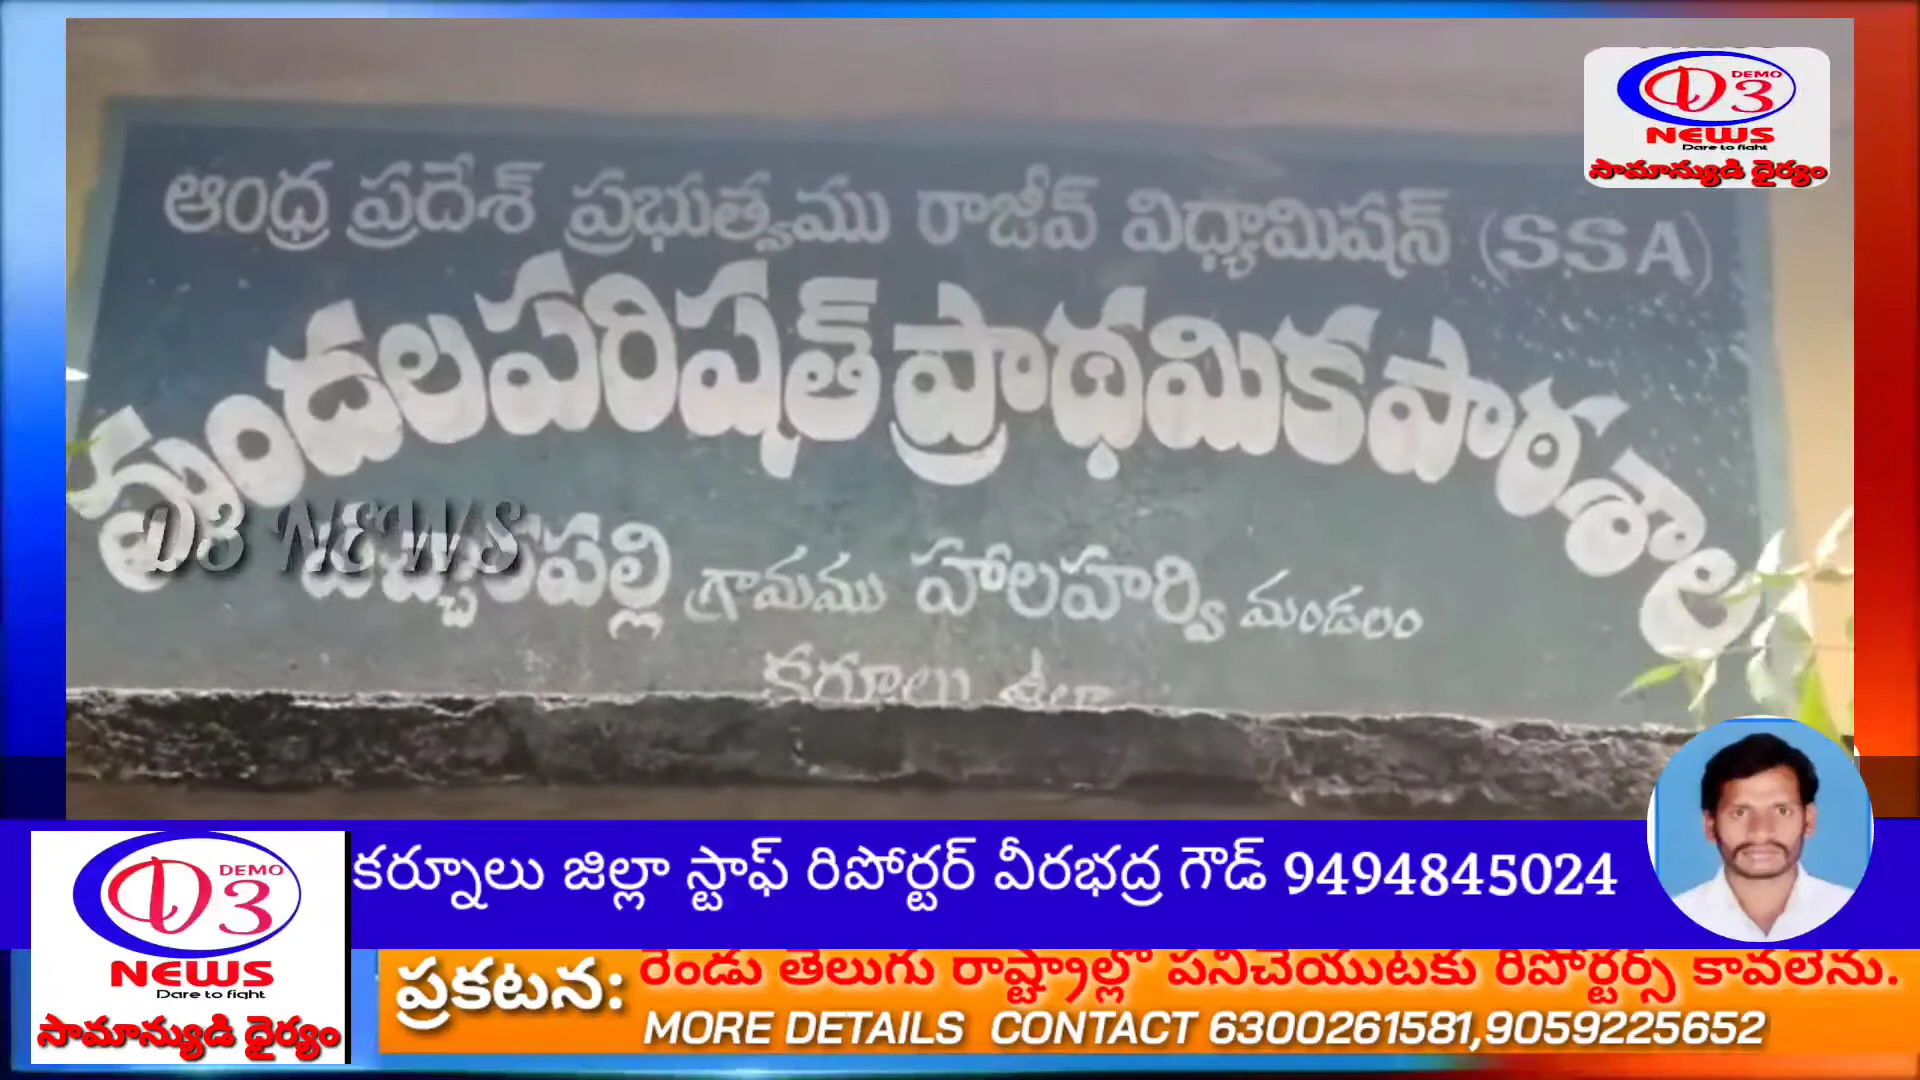 DEMO
D3
NEWS
Dare to fight
సామాన్యుడి ధైర్యం
ఆంధ్ర ప్రదేశ్ ప్రభుత్వము రాజీవ్ విధ్యామిషన్ (SSA)
మండలపరిషత్ ప్రాథమికపాఠశాల
D3 NEWS
గ్రామము హాలహర్వి మండలం
కర్నూలు జిల్లా
కర్నూలు జిల్లా స్టాఫ్ రిపోర్టర్ వీరభద్ర గౌడ్ 9494845024
DEMO
D3
NEWS
Dare to fight
సామాన్యుడి ధైర్యం
ప్రకటన: రెండు తెలుగు రాష్ట్రాల్లో పనిచేయుటకు రిపోర్టర్స్ కావలెను.
MORE DETAILS CONTACT 6300261581,9059225652